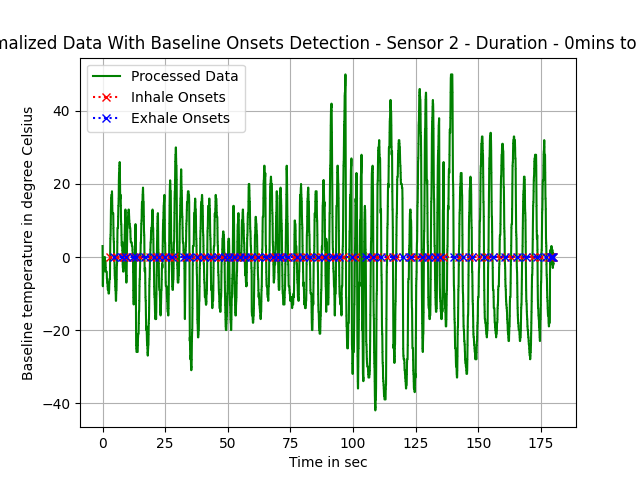 malized Data With Baseline Onsets Detection - Sensor 2 - Duration - 0mins to
Processed Data
Inhale Onsets
Exhale Onsets
Baseline temperature in degree Celsius
40
20
0
−20
−40
0 25 50 75 100 125 150 175
Time in sec